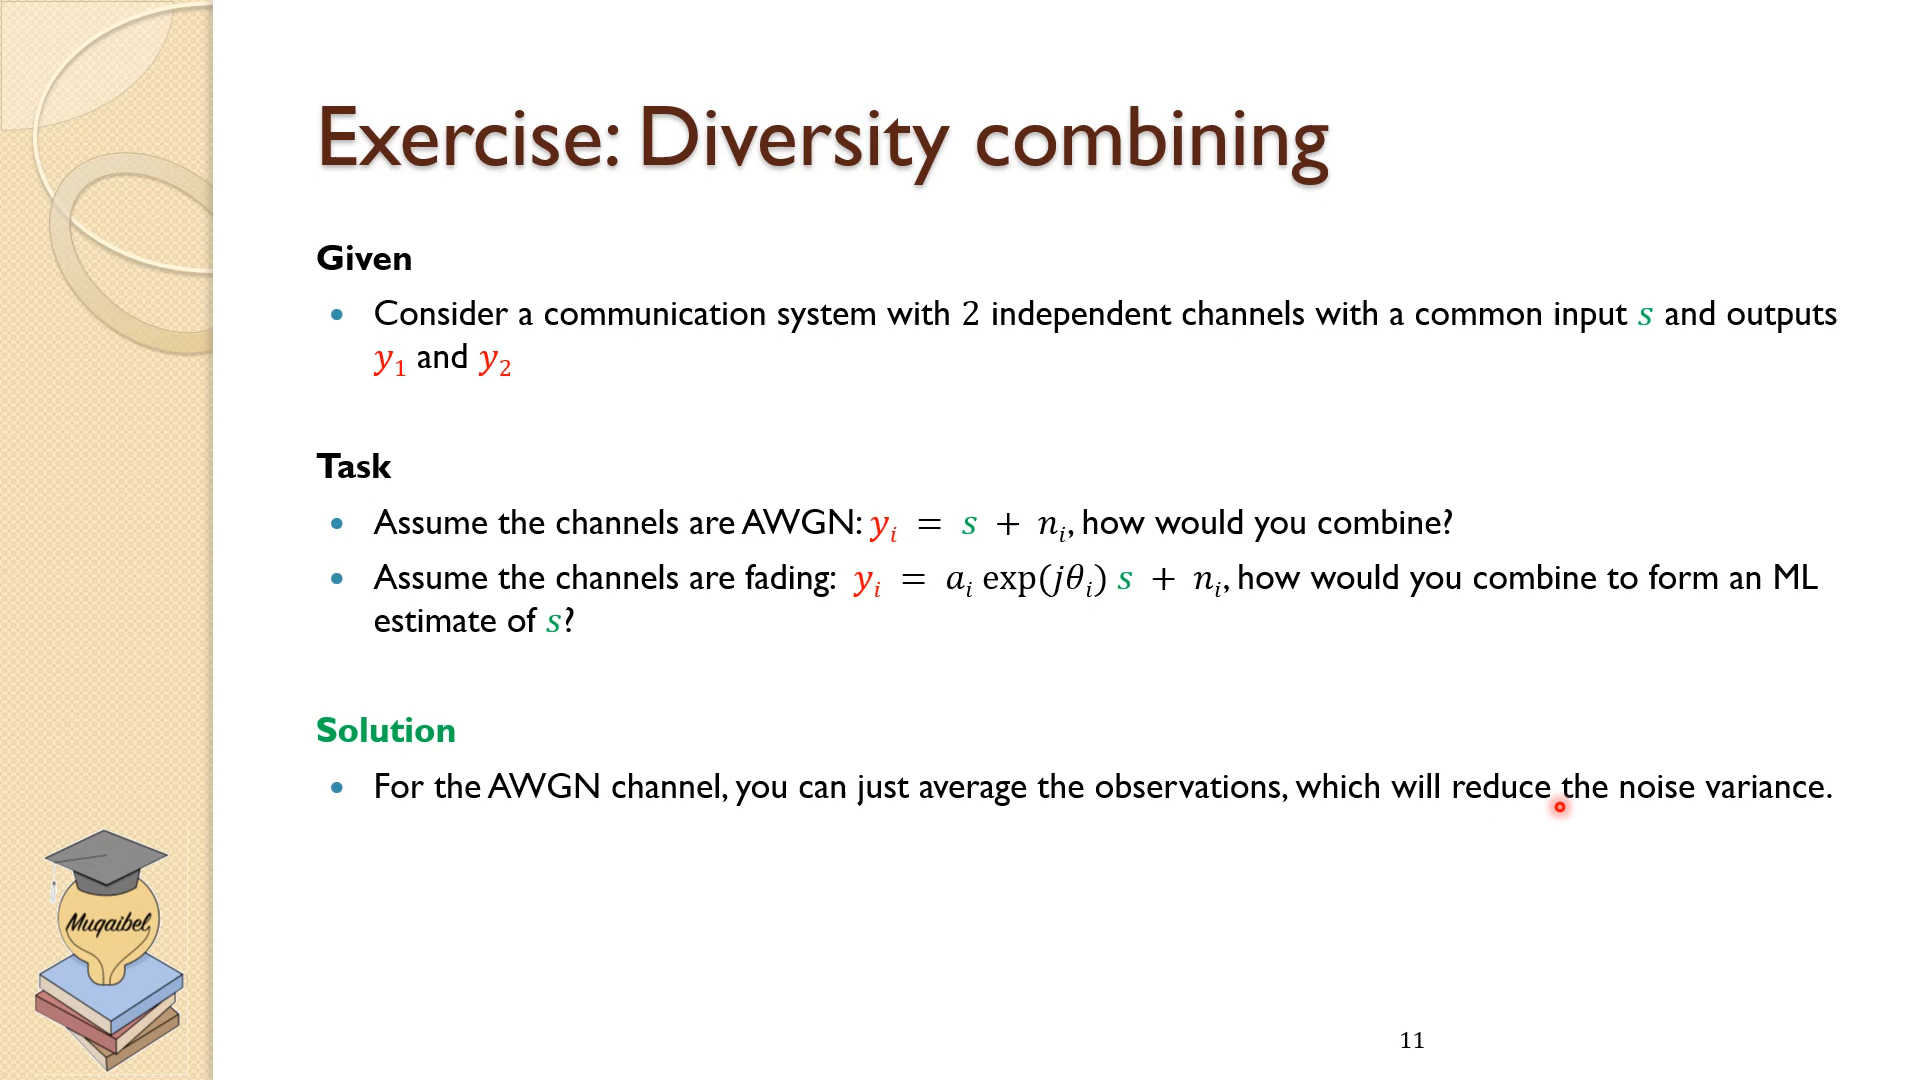 Exercise: Diversity combining
Given
• Consider a communication system with 2 independent channels with a common input s and outputs
y₁ and y₂
Task
• Assume the channels are AWGN: yᵢ = s + nᵢ, how would you combine?
• Assume the channels are fading: yᵢ = aᵢ exp(jθᵢ) s + nᵢ, how would you combine to form an ML
estimate of s?
Solution
• For the AWGN channel, you can just average the observations, which will reduce the noise variance.
Muqaibel
11